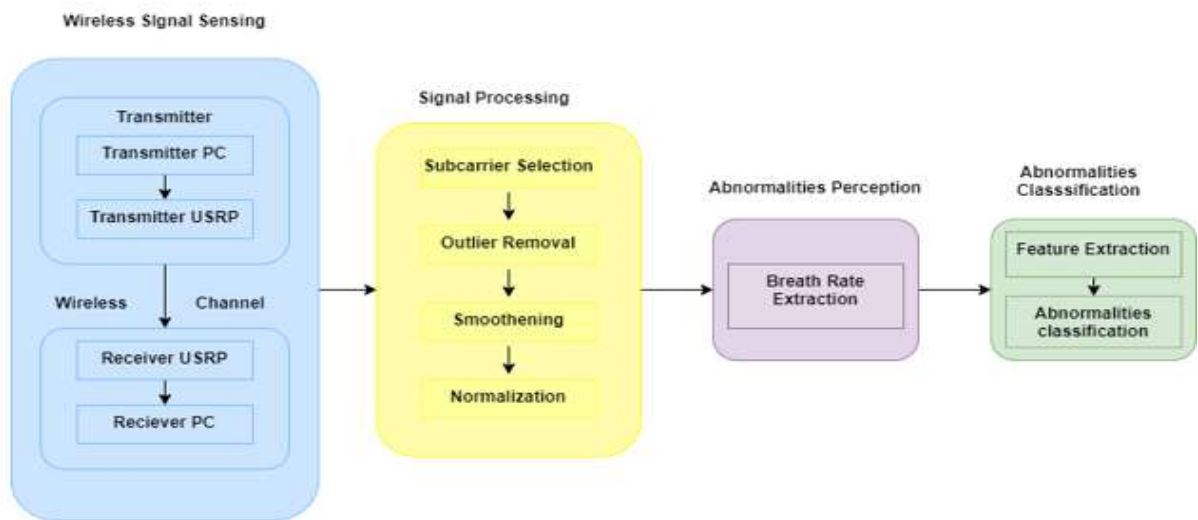 Wireless SIgnal Sensing
Transmitter
Transmitter PC
Transmitter USRP
Wireless Channel
Receiver USRP
Reciever PC
Signal Processing
Subcarrier Selection
Outlier Removal
Smoothening
Normalization
Abnormalities Perception
Breath Rate
Extraction
Abnormalities
Classsification
Feature Extraction
Abnormalities
classification